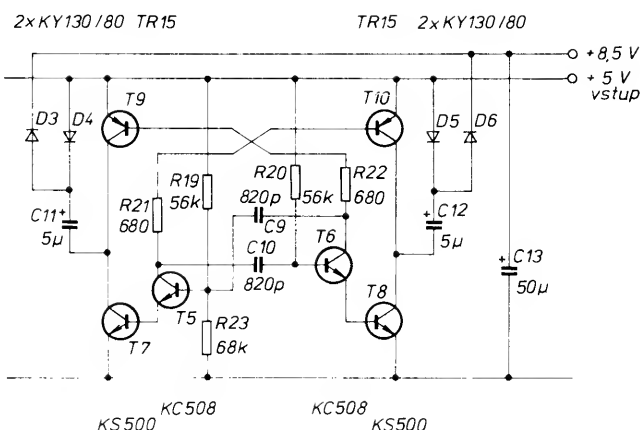 2x KY130/80 TR15
TR15 2x KY130/80
+8,5 V
+5 V
vstup
T9
T10
D3
D4
D5
D6
R19
56k
R20
56k
R21
680
R22
680
820p
C9
C10
820p
C11 +
5µ
+ C12
5µ
+ C13
50µ
T6
T5
T7
T8
R23
68k
KS500
KC508
KC508
KS500